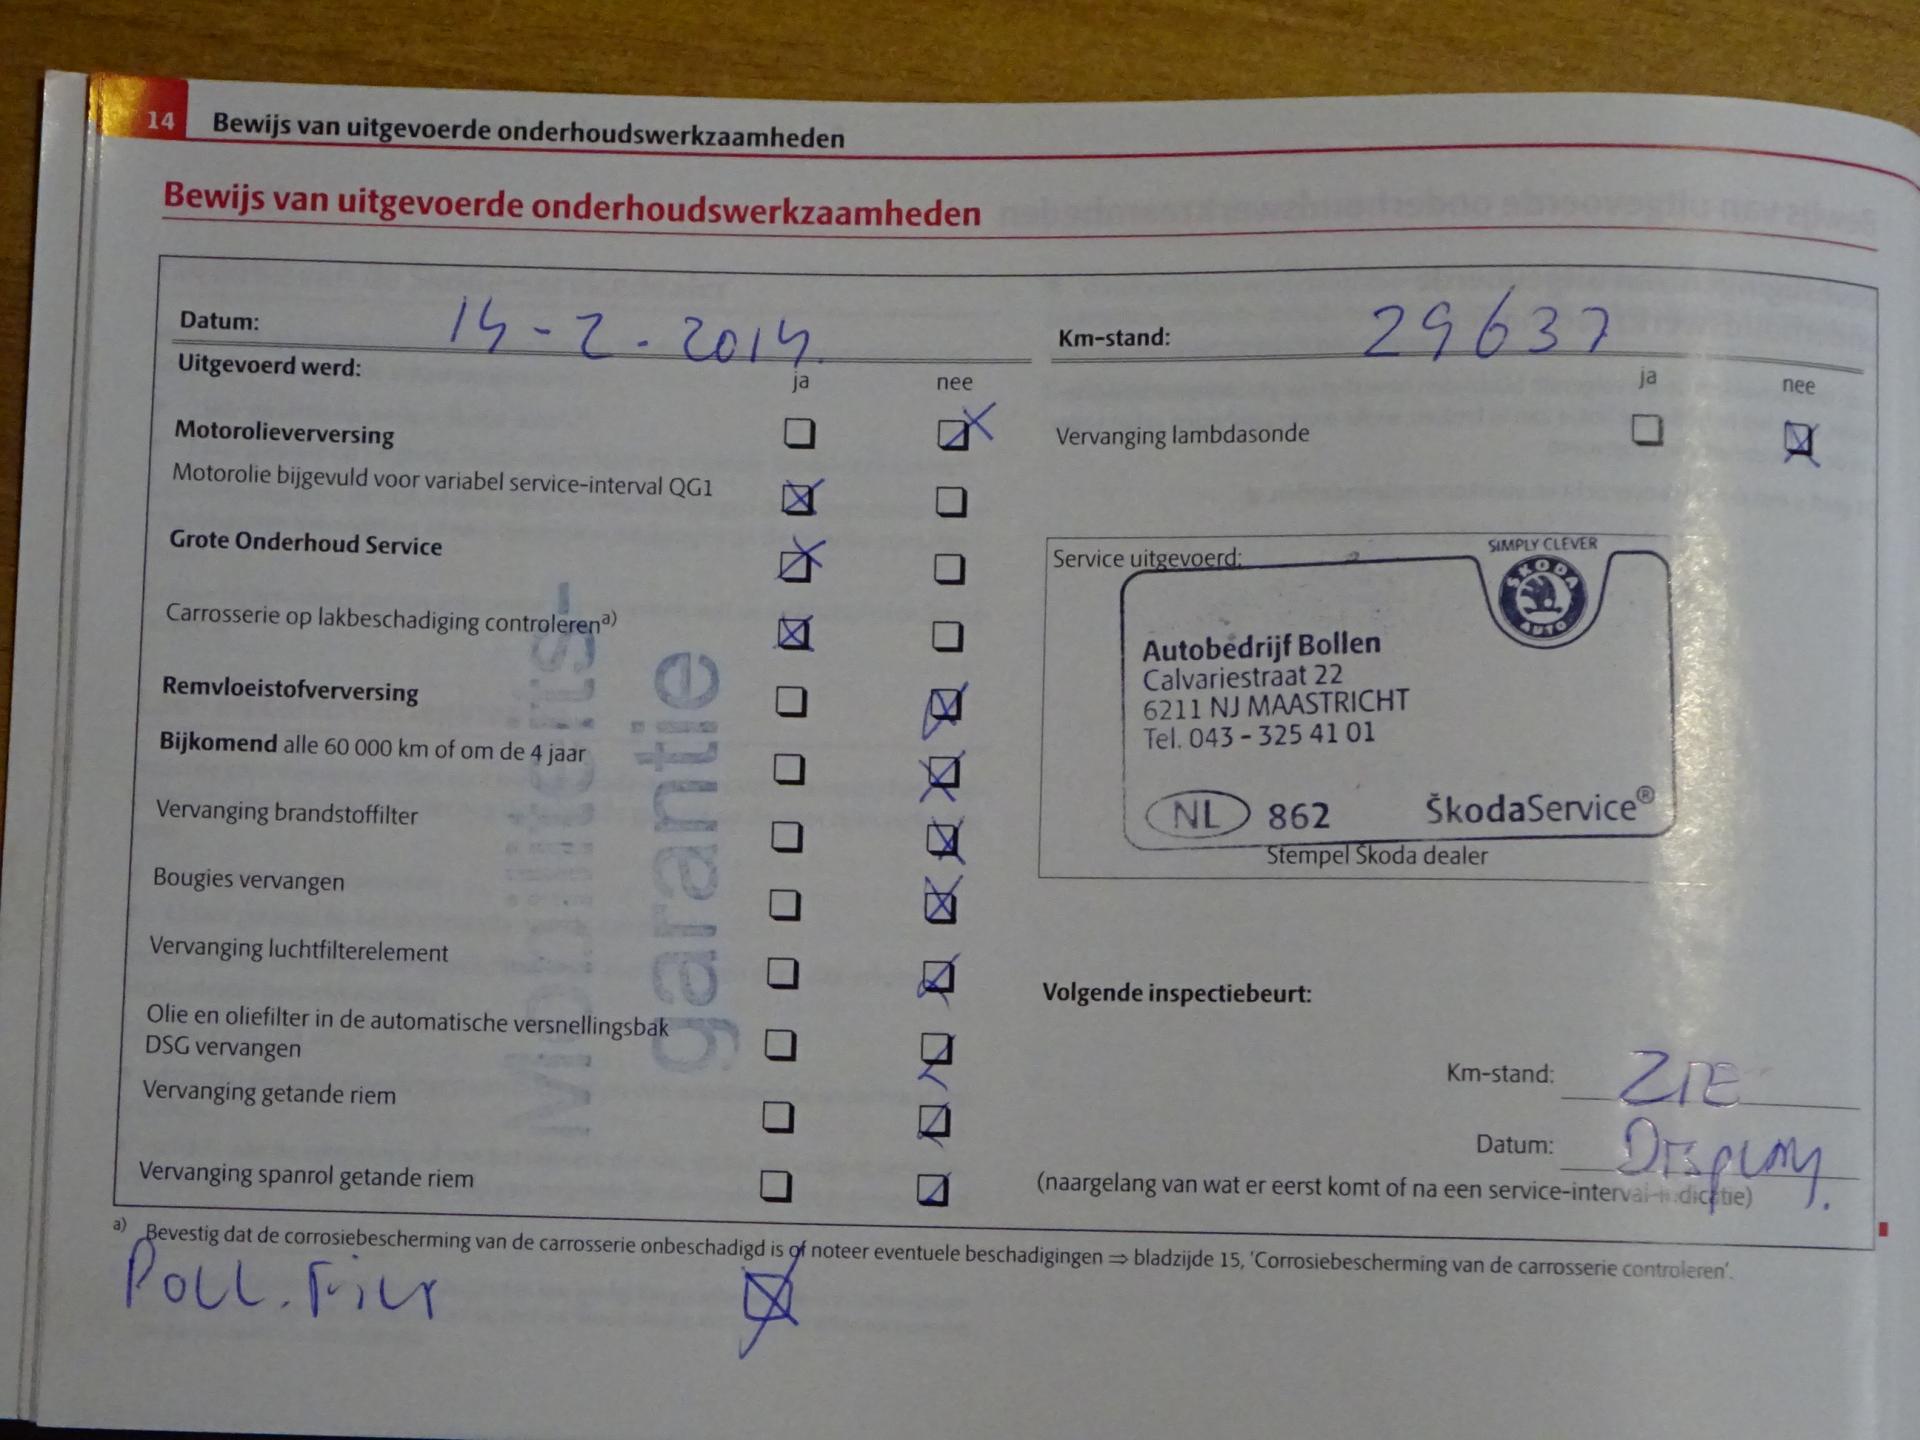 14 Bewijs van uitgevoerde onderhoudswerkzaamheden
Bewijs van uitgevoerde onderhoudswerkzaamheden
Datum: 14-2-2014.
Km-stand: 29637
Uitgevoerd werd:
ja nee
ja nee
Motorolieverversing
Vervanging lambdasonde
Motorolie bijgevuld voor variabel service-interval QG1
Grote Onderhoud Service
Carrosserie op lakbeschadiging controleren a)
Remvloeistofverversing
Bijkomend alle 60 000 km of om de 4 jaar
Vervanging brandstoffilter
Bougies vervangen
Vervanging luchtfilterelement
Olie en oliefilter in de automatische versnellingsbak
DSG vervangen
Vervanging getande riem
Vervanging spanrol getande riem
Mobiliteits-
garantie
Service uitgevoerd:
SIMPLY CLEVER
ŠKODA
AUTO
Autobedrijf Bollen
Calvariestraat 22
6211 NJ MAASTRICHT
Tel. 043 - 325 41 01
NL 862 ŠkodaService®
Stempel Škoda dealer
Volgende inspectiebeurt:
Km-stand: ZIE
Datum: Display.
(naargelang van wat er eerst komt of na een service-interval-indicatie)
a) Bevestig dat de corrosiebescherming van de carrosserie onbeschadigd is of noteer eventuele beschadigingen ⇒ bladzijde 15, 'Corrosiebescherming van de carrosserie controleren'.
Poll.